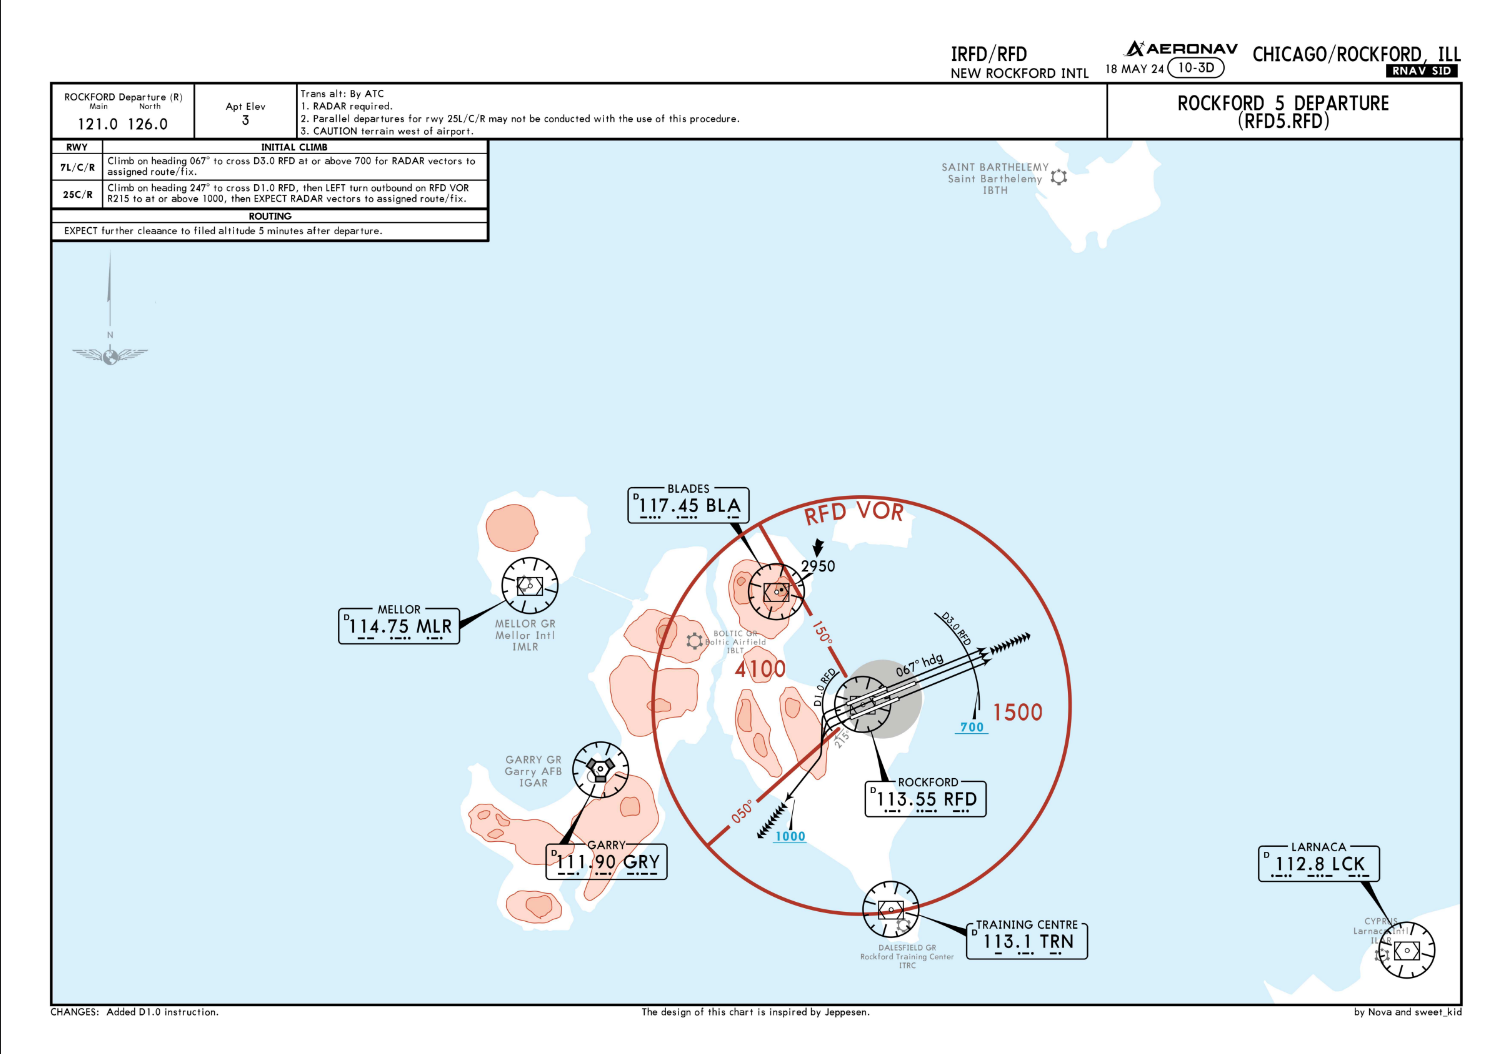 IRFD/RFD
NEW ROCKFORD INTL
AERONAV
18 MAY 24 10-3D
CHICAGO/ROCKFORD, ILL
RNAV SID
ROCKFORD Departure (R)
Main North
121.0 126.0
Apt Elev
3
Trans alt: By ATC
1. RADAR required.
2. Parallel departures for rwy 25L/C/R may not be conducted with the use of this procedure.
3. CAUTION terrain west of airport.
ROCKFORD 5 DEPARTURE
(RFD5.RFD)
RWY INITIAL CLIMB
7L/C/R
Climb on heading 067° to cross D3.0 RFD at or above 700 for RADAR vectors to
assigned route/fix.
25C/R
Climb on heading 247° to cross D1.0 RFD, then LEFT turn outbound on RFD VOR
R215 to at or above 1000, then EXPECT RADAR vectors to assigned route/fix.
ROUTING
EXPECT further cleaance to filed altitude 5 minutes after departure.
N
SAINT BARTHELEMY
Saint Barthelemy
IBTH
BLADES
D 117.45 BLA
RFD VOR
2950
MELLOR
D 114.75 MLR
MELLOR GR
Mellor Intl
IMLR
BOLTIC GR
Boltic Airfield
IBLT
4100
150°
D1.0 RFD
067° hdg
D3.0 RFD
700
1500
215°
GARRY GR
Garry AFB
IGAR
ROCKFORD
D 113.55 RFD
050°
1000
GARRY
D 111.90 GRY
LARNACA
D 112.8 LCK
TRAINING CENTRE
D 113.1 TRN
DALESFIELD GR
Rockford Training Center
ITRC
CYPRUS
Larnaca Intl
CHANGES: Added D1.0 instruction.
The design of this chart is inspired by Jeppesen.
by Nova and sweet_kid